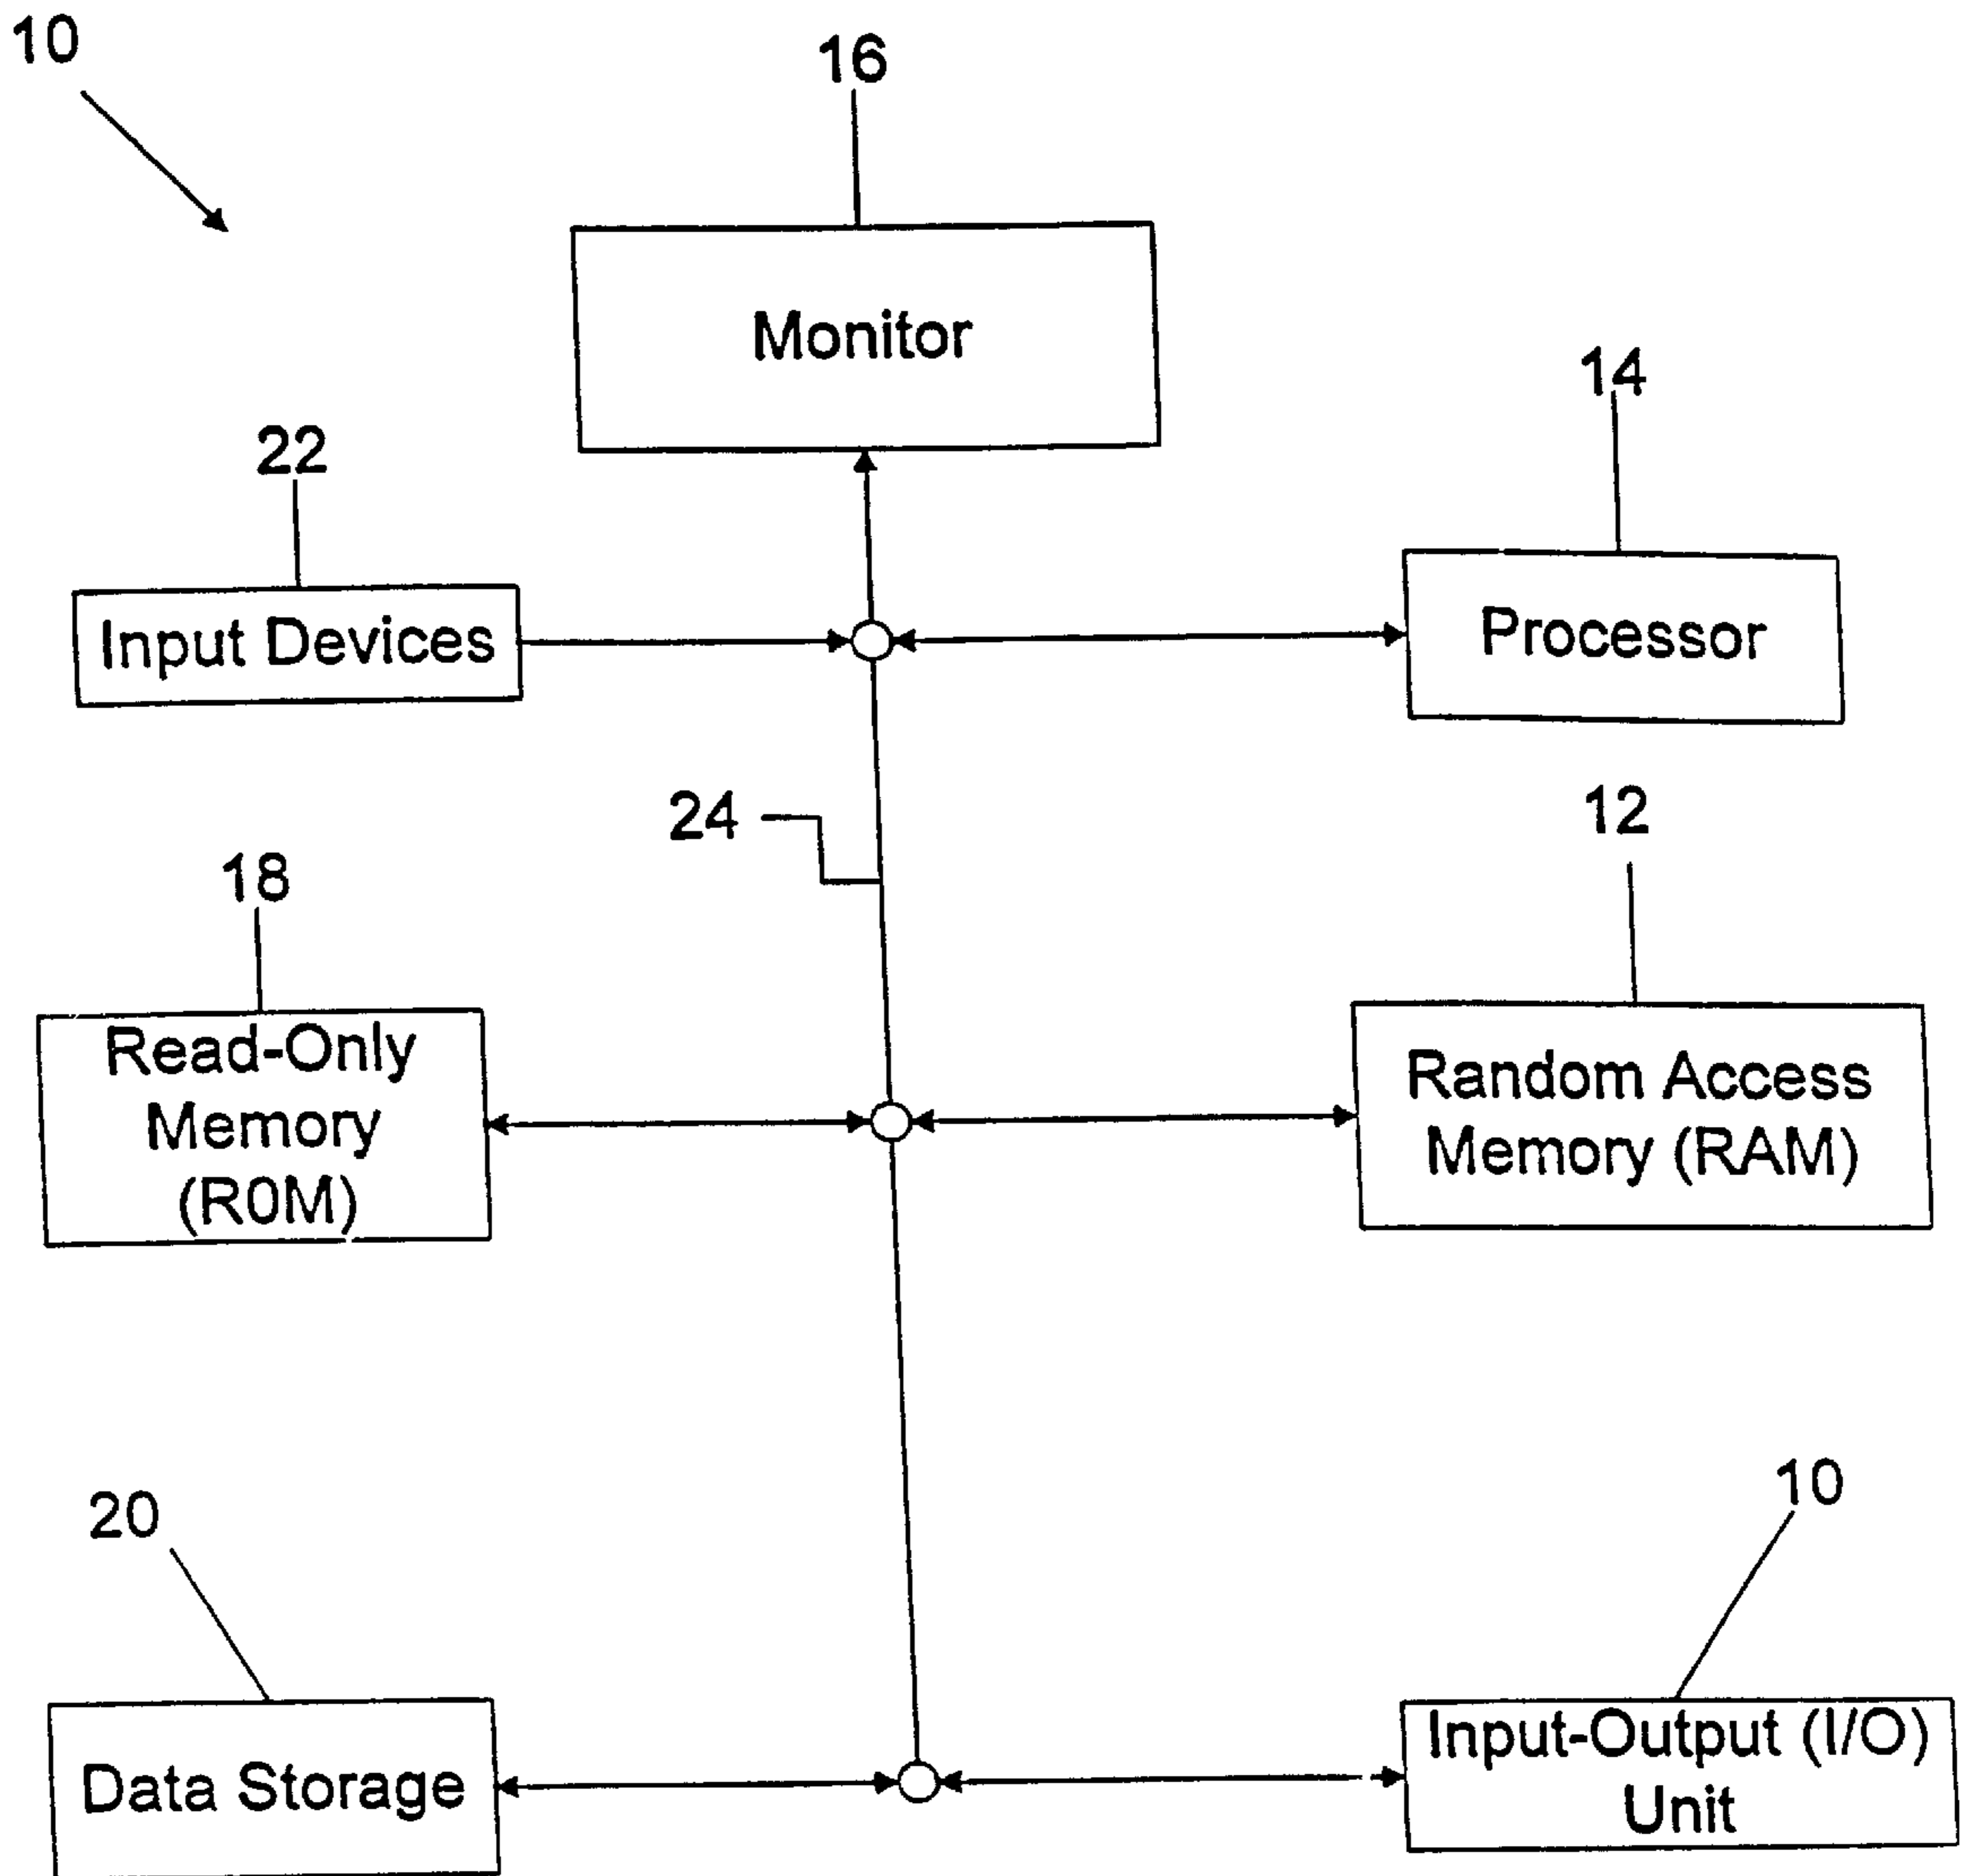 10
16
Monitor
14
22
Input Devices
Processor
24
12
18
Read-Only
Memory
(R0M)
Random Access
Memory (RAM)
20
10
Data Storage
Input-Output (I/O)
Unit